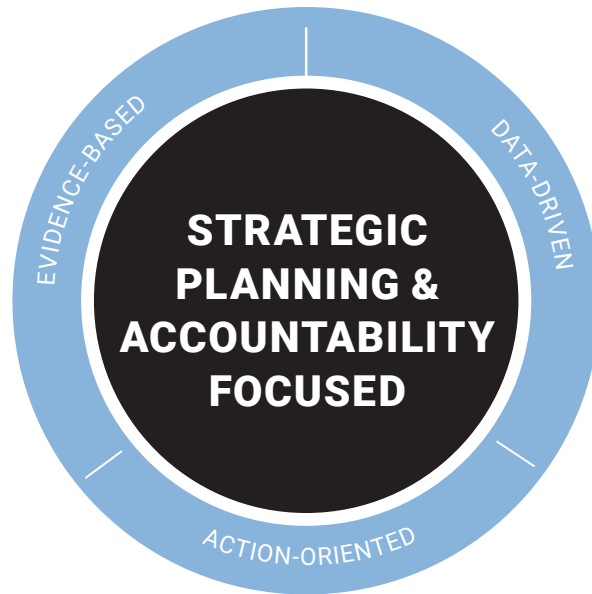 EVIDENCE-BASED
DATA-DRIVEN
STRATEGIC
PLANNING &
ACCOUNTABILITY
FOCUSED
ACTION-ORIENTED